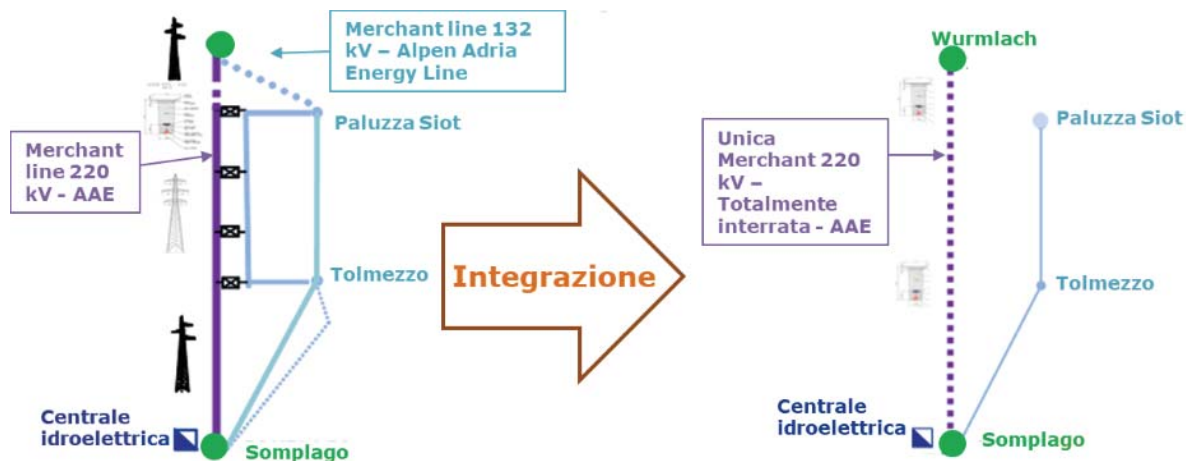 Merchant line 132
kV – Alpen Adria
Energy Line
Paluzza Siot
Merchant
line 220
kV - AAE
Tolmezzo
Centrale
idroelettrica
Somplago
Integrazione
Wurmlach
Paluzza Siot
Unica
Merchant 220
kV –
Totalmente
interrata - AAE
Tolmezzo
Centrale
idroelettrica
Somplago